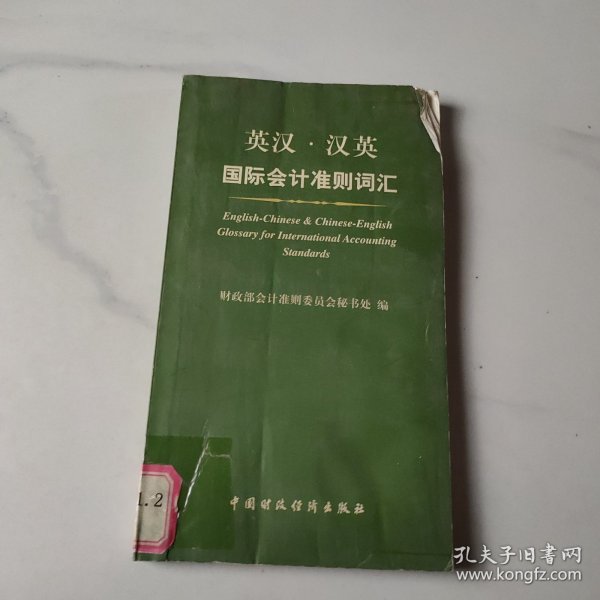 英汉·汉英
国际会计准则词汇
English-Chinese & Chinese-English
Glossary for International Accounting
Standards
财政部会计准则委员会秘书处 编
.2
中国财政经济出版社
孔夫子旧书网
www.kongfz.com